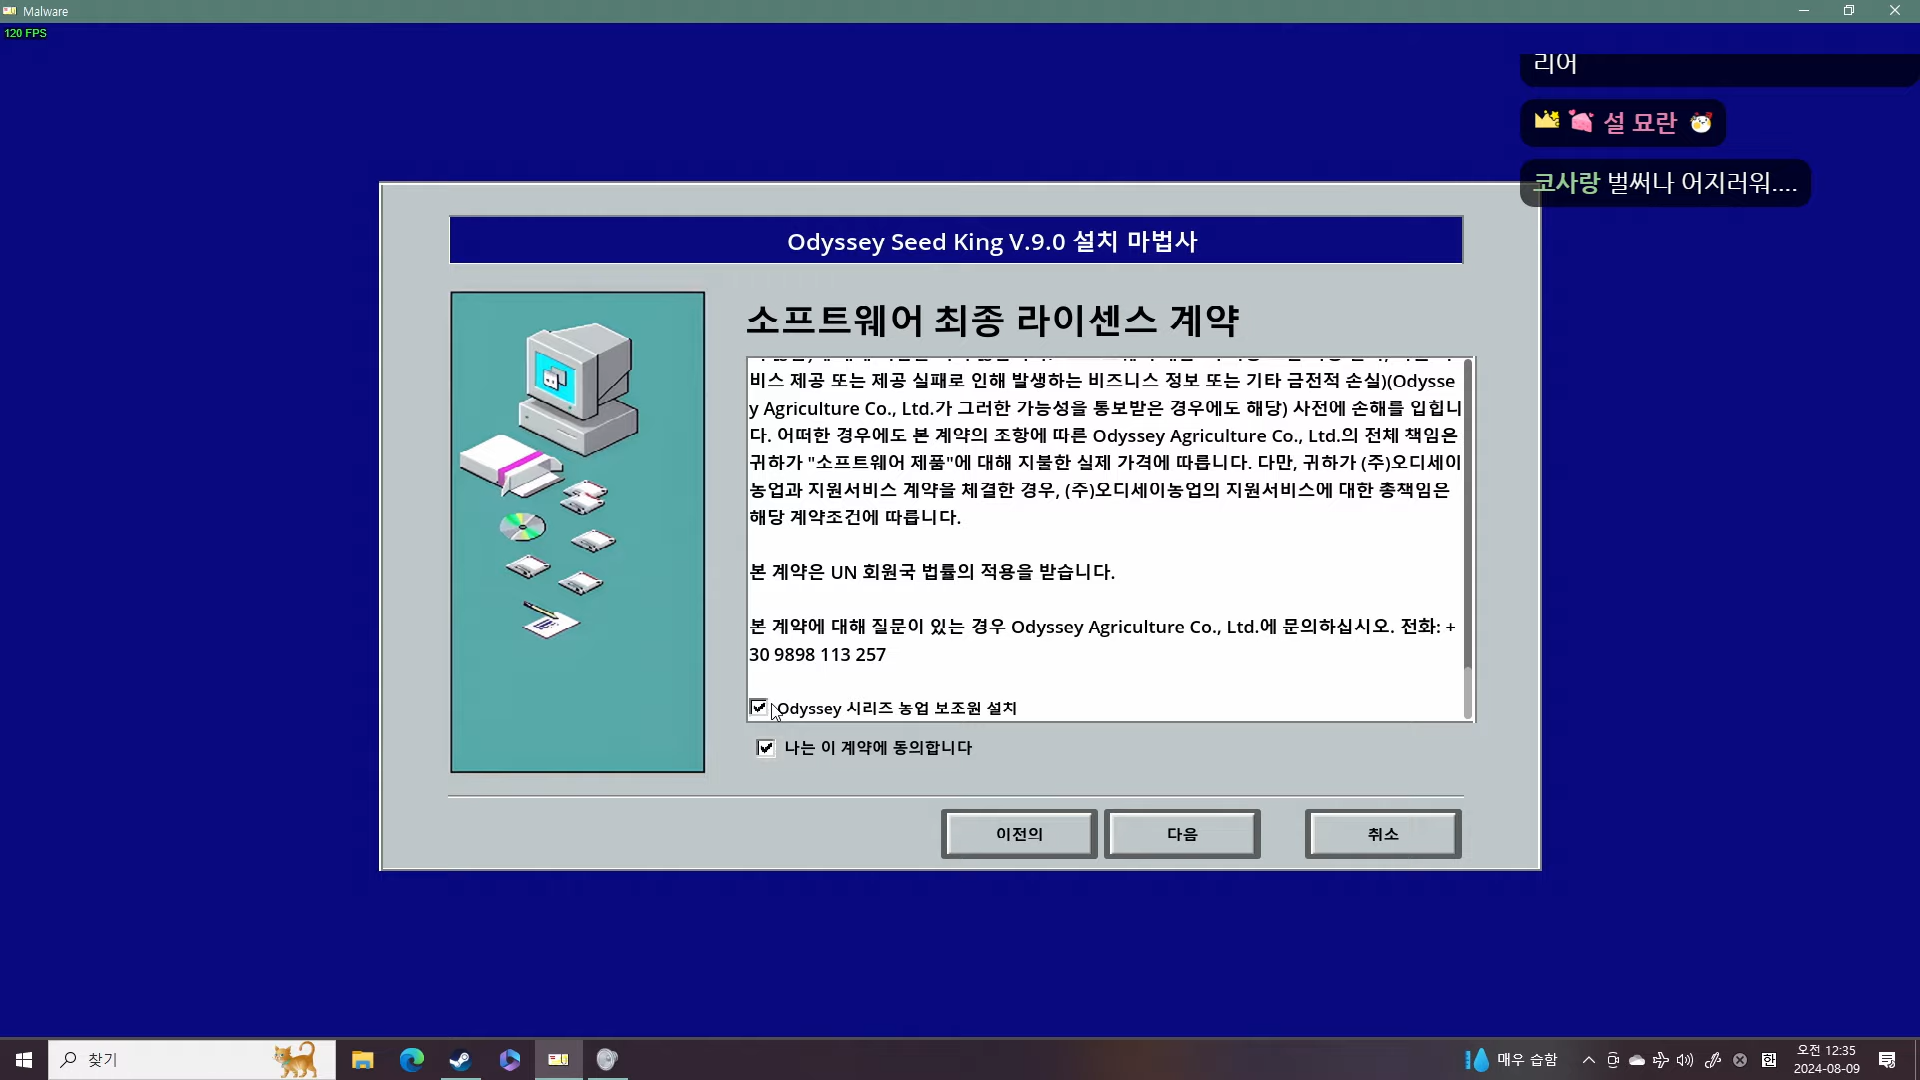 Malware
120 FPS
리어
설 묘란
코사랑 벌써나 어지러워....
Odyssey Seed King V.9.0 설치 마법사
소프트웨어 최종 라이센스 계약
비스 제공 또는 제공 실패로 인해 발생하는 비즈니스 정보 또는 기타 금전적 손실)(Odysse
y Agriculture Co., Ltd.가 그러한 가능성을 통보받은 경우에도 해당) 사전에 손해를 입힙니
다. 어떠한 경우에도 본 계약의 조항에 따른 Odyssey Agriculture Co., Ltd.의 전체 책임은
귀하가 "소프트웨어 제품"에 대해 지불한 실제 가격에 따릅니다. 다만, 귀하가 (주)오디세이
농업과 지원서비스 계약을 체결한 경우, (주)오디세이농업의 지원서비스에 대한 총책임은
해당 계약조건에 따릅니다.
본 계약은 UN 회원국 법률의 적용을 받습니다.
본 계약에 대해 질문이 있는 경우 Odyssey Agriculture Co., Ltd.에 문의하십시오. 전화: +
30 9898 113 257
Odyssey 시리즈 농업 보조원 설치
나는 이 계약에 동의합니다
이전의
다음
취소
찾기
매우 습함
한
오전 12:35
2024-08-09